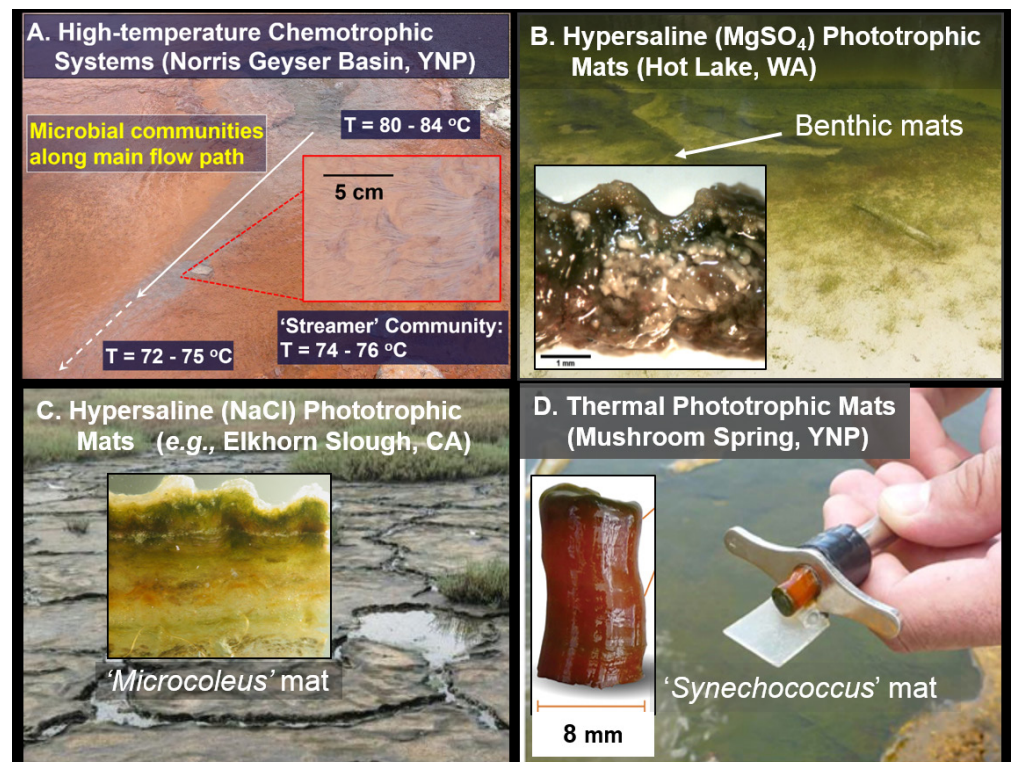 A. High-temperature Chemotrophic
Systems (Norris Geyser Basin, YNP)
Microbial communities
along main flow path
T = 80 - 84 °C
5 cm
'Streamer' Community:
T = 74 - 76 °C
T = 72 - 75 °C
B. Hypersaline (MgSO₄) Phototrophic
Mats (Hot Lake, WA)
Benthic mats
1 mm
C. Hypersaline (NaCl) Phototrophic
Mats (e.g., Elkhorn Slough, CA)
'Microcoleus' mat
D. Thermal Phototrophic Mats
(Mushroom Spring, YNP)
'Synechococcus' mat
8 mm